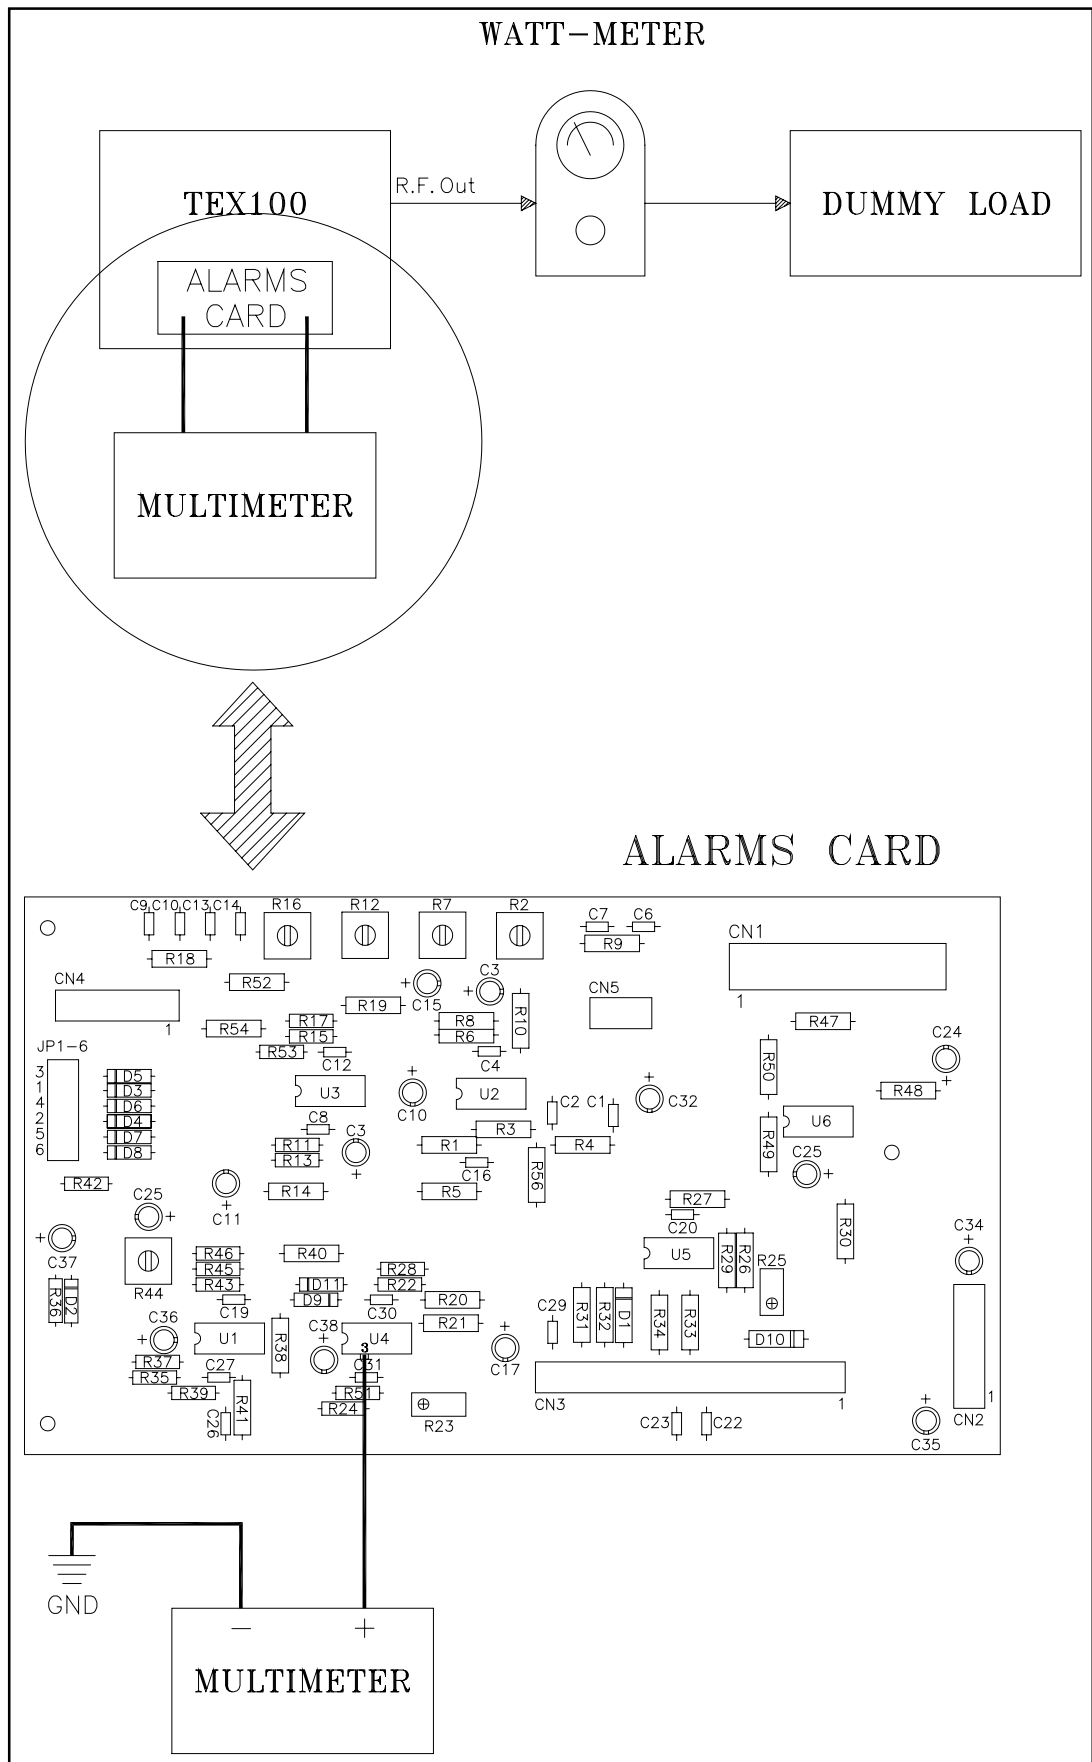 WATT-METER
TEX100
R.F. Out
DUMMY LOAD
ALARMS
CARD
MULTIMETER
ALARMS CARD
C9 C10 C13 C14 R16 R12 R7 R2 C7 C6
R9 CN1
R18
CN4 R52 C15 C3 CN5 1
1 R19 R10
R54 R17 R8 R47
R15 R6 C24
JP1-6 R53 C12 C4 R50
3 D5
1 D3 U3 C10 U2 C32 R48
4 D6 C2 C1
2 D4 C8 R3 U6
5 D7 R11 C3 R1 R4 R49
6 D8 R13 C16 R56 C25
R42 C11 R14 R5 R27
C25 C20 R30 C34
C37 R46 R40 U5 R29 R26 R25
R45 R28
R36 D2 R44 R43 D11 R22
C19 D9 C30 R20 C29 R31 R32 D1 R34 R33
C36 U1 R38 C38 U4 R21 D10
3
R37 C27 C31 C17
R35 R51 CN3 1 1
R39 R41 R24 R23 C23 C22 CN2
C26 C35
GND
- +
MULTIMETER